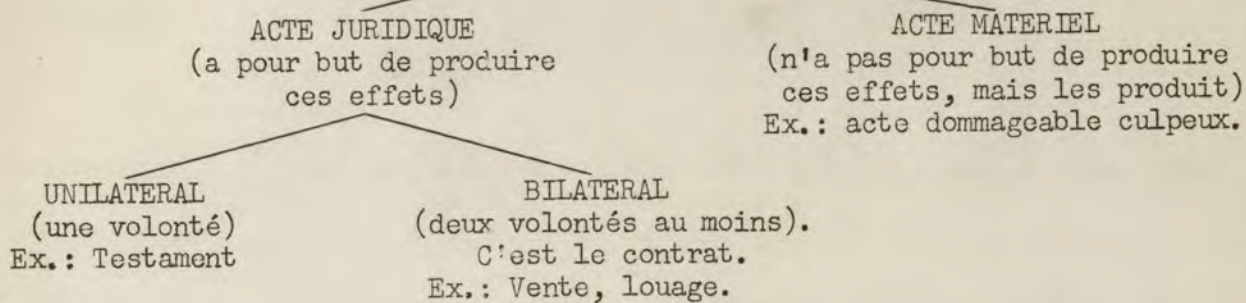 ACTE JURIDIQUE
(a pour but de produire
ces effets)
ACTE MATERIEL
(n'a pas pour but de produire
ces effets, mais les produit)
Ex.: acte dommageable culpeux.
UNILATERAL
(une volonté)
Ex.: Testament
BILATERAL
(deux volontés au moins).
C'est le contrat.
Ex.: Vente, louage.